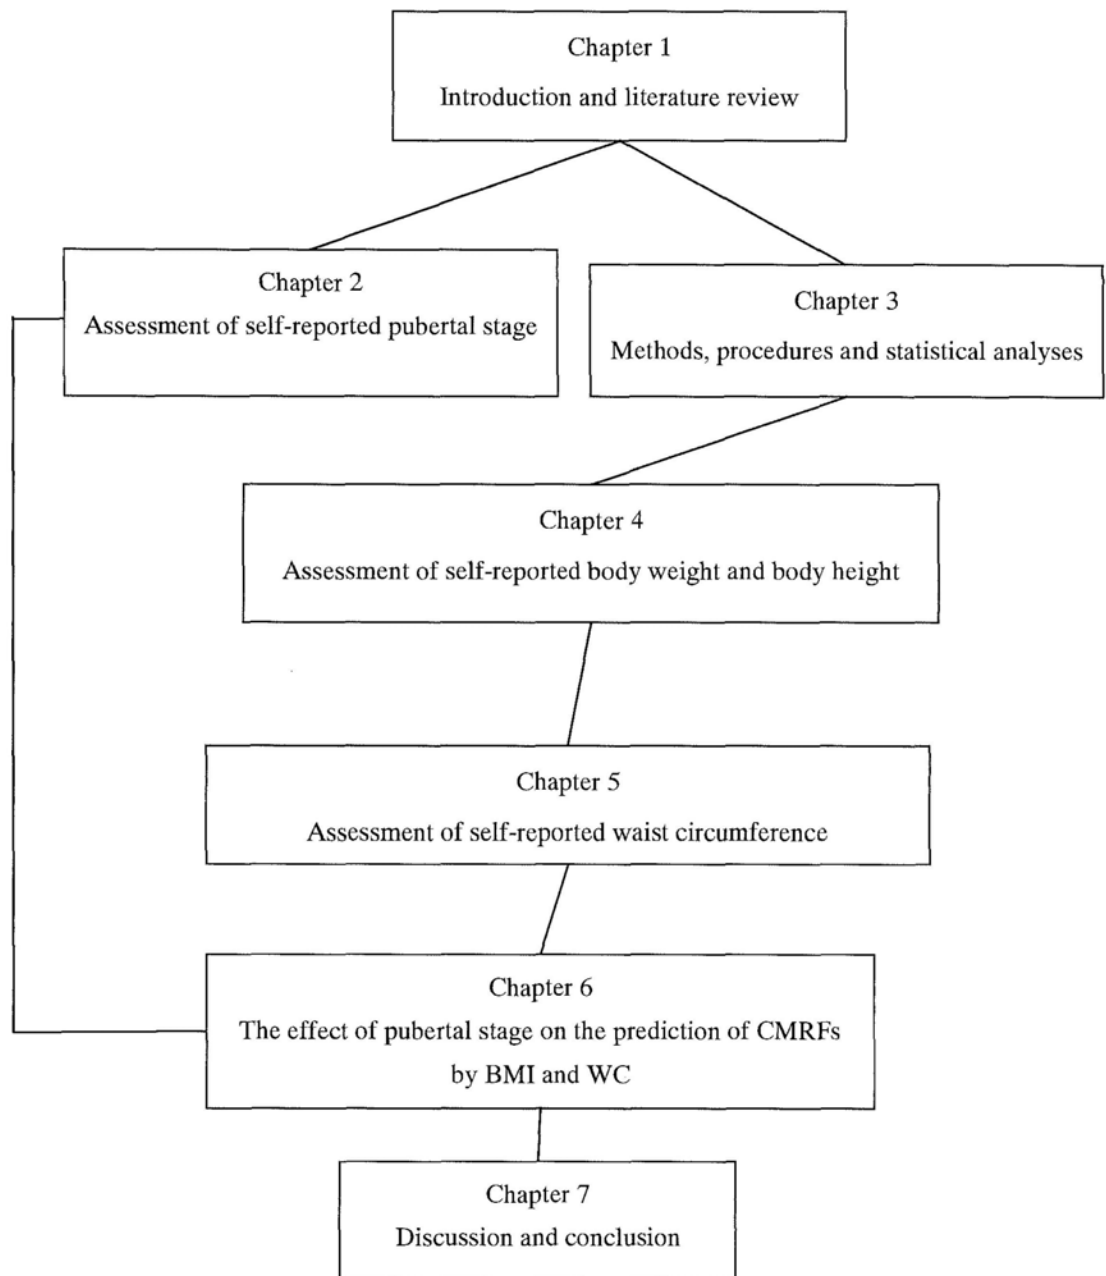 Chapter 1
Introduction and literature review
Chapter 2
Assessment of self-reported pubertal stage
Chapter 3
Methods, procedures and statistical analyses
Chapter 4
Assessment of self-reported body weight and body height
Chapter 5
Assessment of self-reported waist circumference
Chapter 6
The effect of pubertal stage on the prediction of CMRFs
by BMI and WC
Chapter 7
Discussion and conclusion